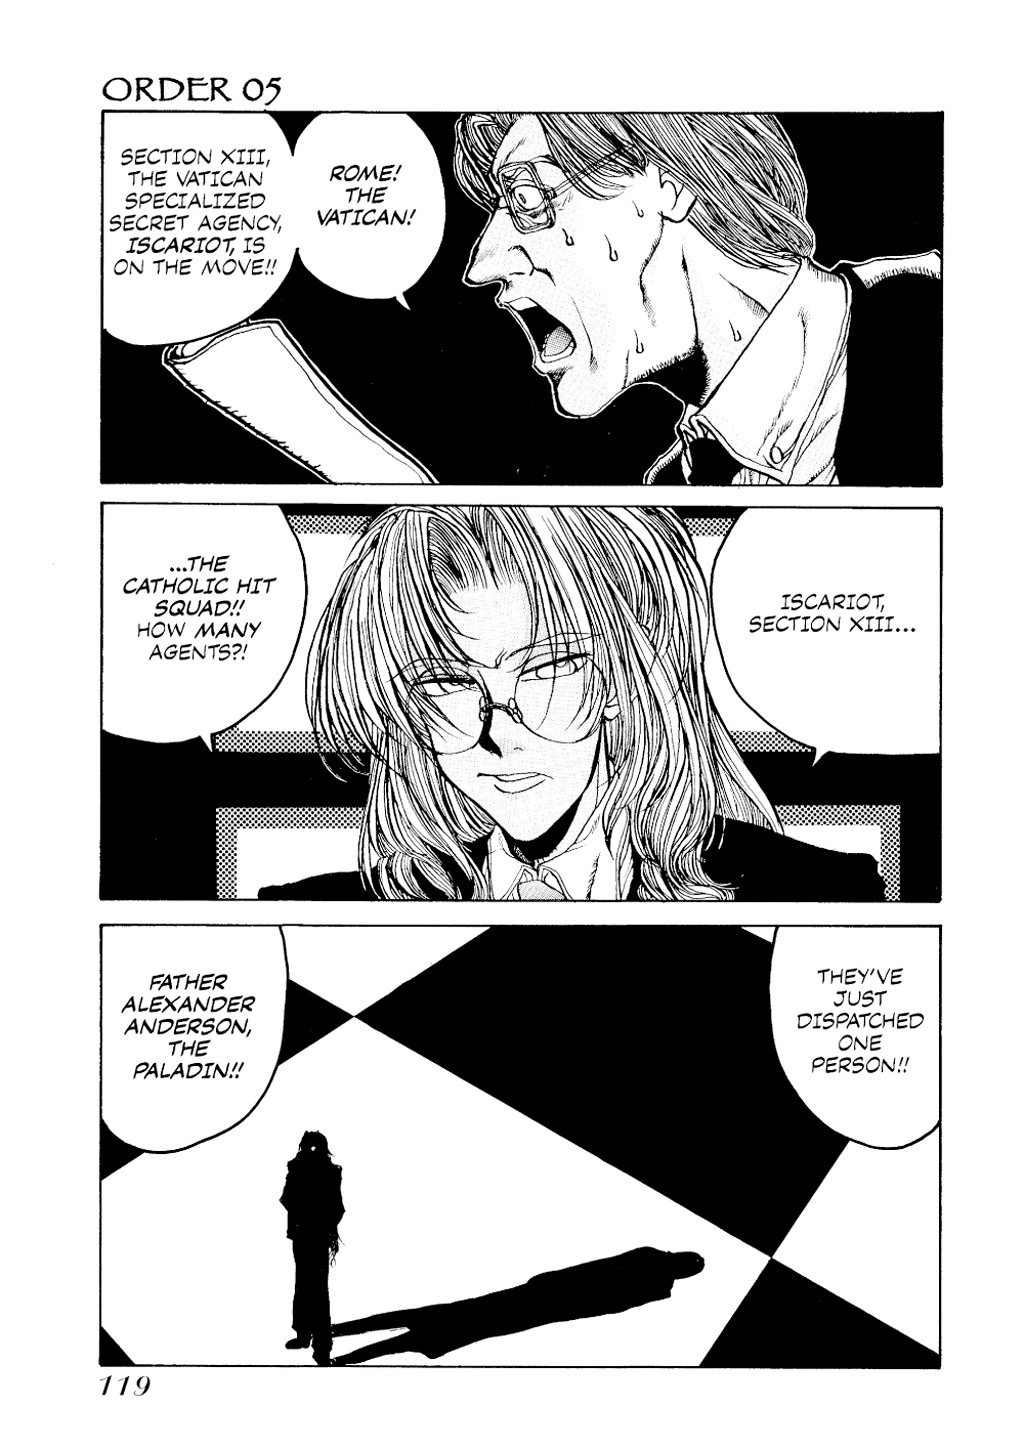 ORDER 05
ROME!
THE
VATICAN!
SECTION XIII,
THE VATICAN
SPECIALIZED
SECRET AGENCY,
ISCARIOT, IS
ON THE MOVE!!
ISCARIOT,
SECTION XIII...
...THE
CATHOLIC HIT
SQUAD!!
HOW MANY
AGENTS?!
THEY'VE
JUST
DISPATCHED
ONE
PERSON!!
FATHER
ALEXANDER
ANDERSON,
THE
PALADIN!!
119